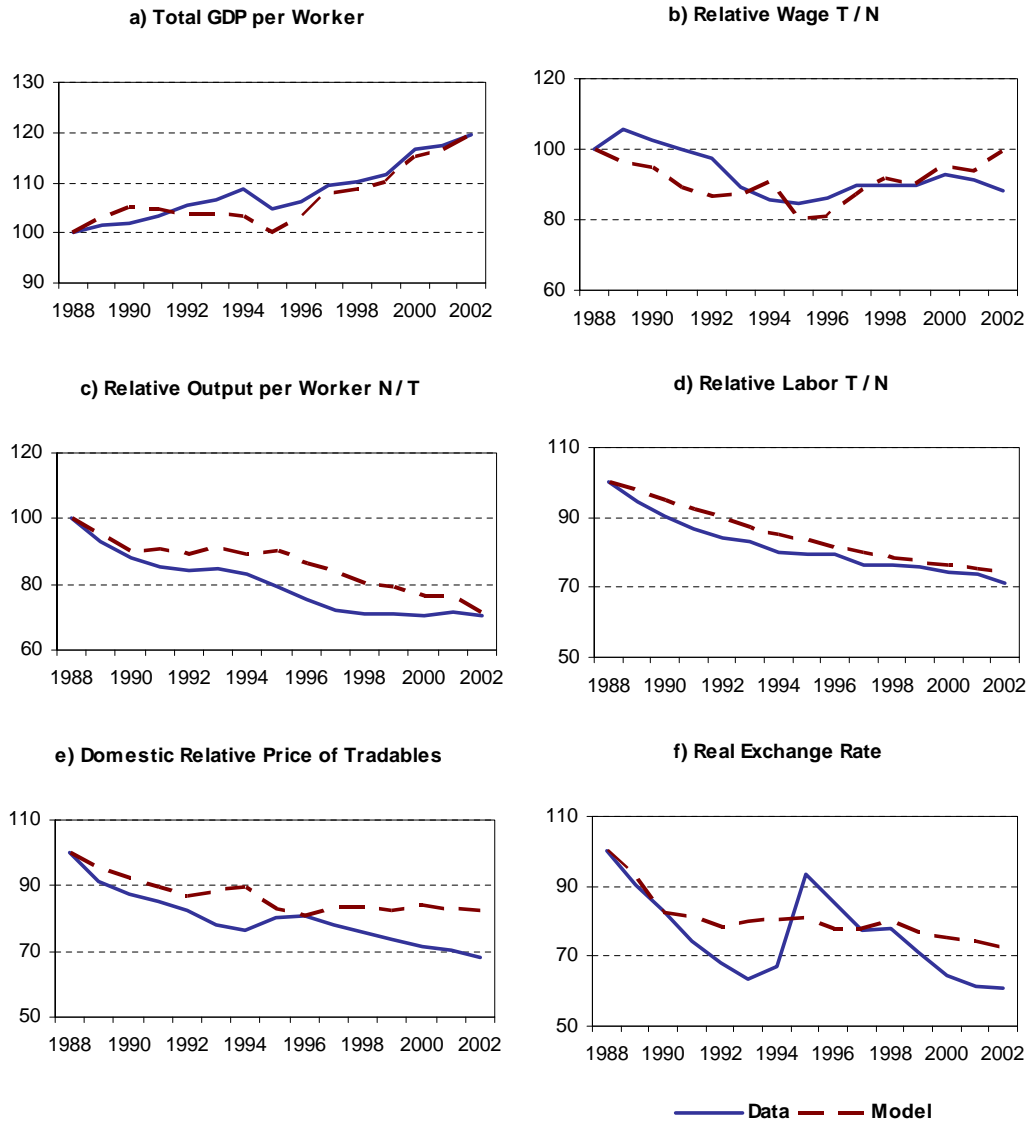 a) Total GDP per Worker
130
120
110
100
90
1988 1990 1992 1994 1996 1998 2000 2002
b) Relative Wage T / N
120
100
80
60
1988 1990 1992 1994 1996 1998 2000 2002
c) Relative Output per Worker N / T
120
100
80
60
1988 1990 1992 1994 1996 1998 2000 2002
d) Relative Labor T / N
110
90
70
50
1988 1990 1992 1994 1996 1998 2000 2002
e) Domestic Relative Price of Tradables
110
90
70
50
1988 1990 1992 1994 1996 1998 2000 2002
f) Real Exchange Rate
110
90
70
50
1988 1990 1992 1994 1996 1998 2000 2002
Data Model